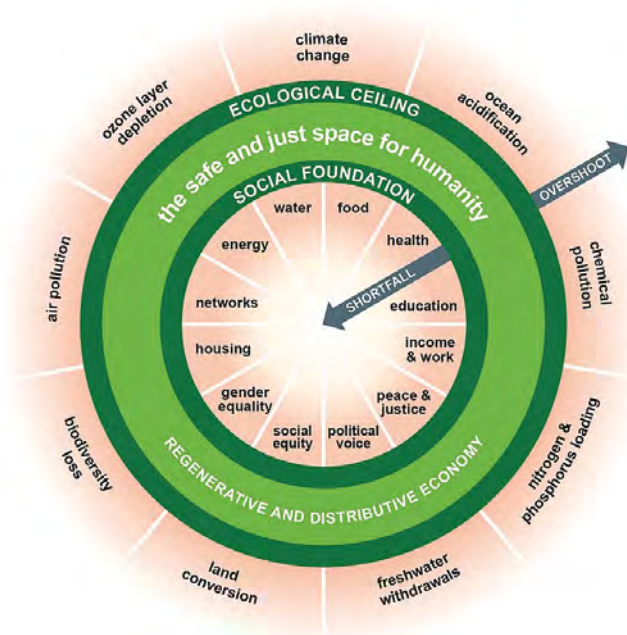 climate
change
ocean
acidification
OVERSHOOT
chemical
pollution
nitrogen &
phosphorus loading
freshwater
withdrawals
land
conversion
biodiversity
loss
air pollution
ozone layer
depletion
ECOLOGICAL CEILING
the safe and just space for humanity
SOCIAL FOUNDATION
water
food
health
SHORTFALL
education
income
& work
peace &
justice
political
voice
social
equity
gender
equality
housing
networks
energy
REGENERATIVE AND DISTRIBUTIVE ECONOMY